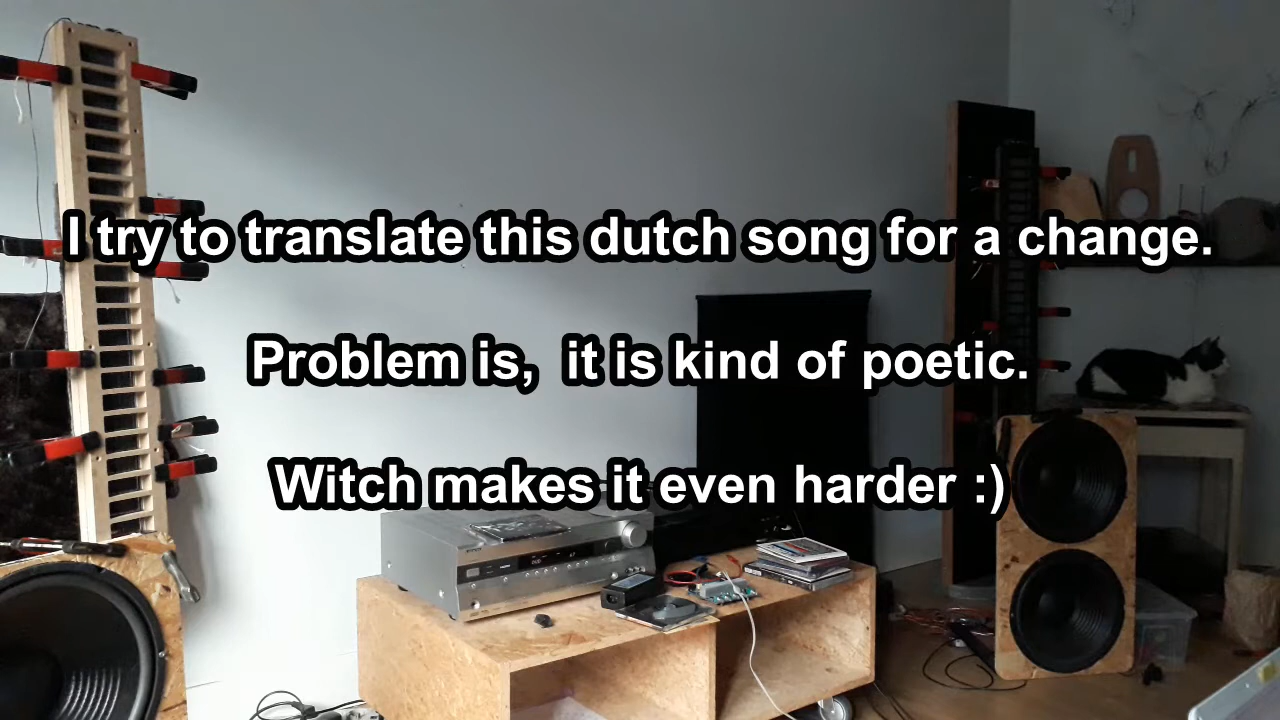 I try to translate this dutch song for a change.
Problem is,  it is kind of poetic.
Witch makes it even harder :)